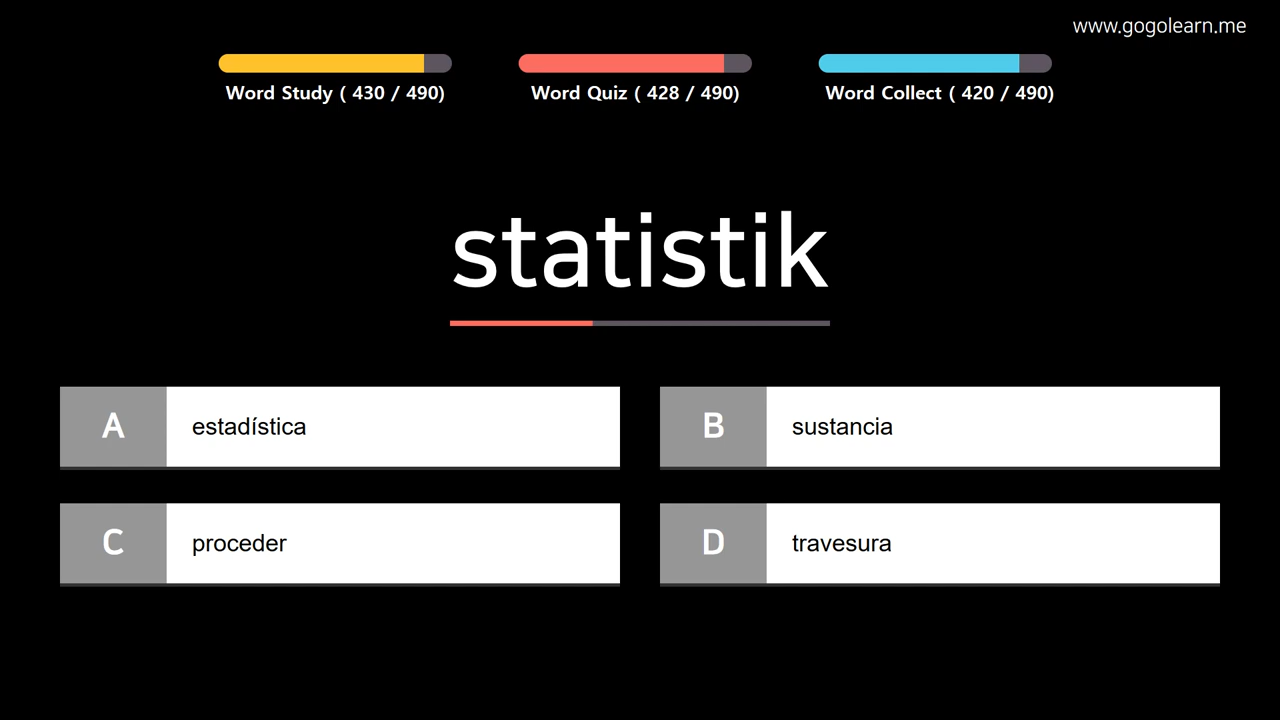 www.gogolearn.me
Word Study ( 430 / 490)
Word Quiz ( 428 / 490)
Word Collect ( 420 / 490)
statistik
A estadística
B sustancia
C proceder
D travesura